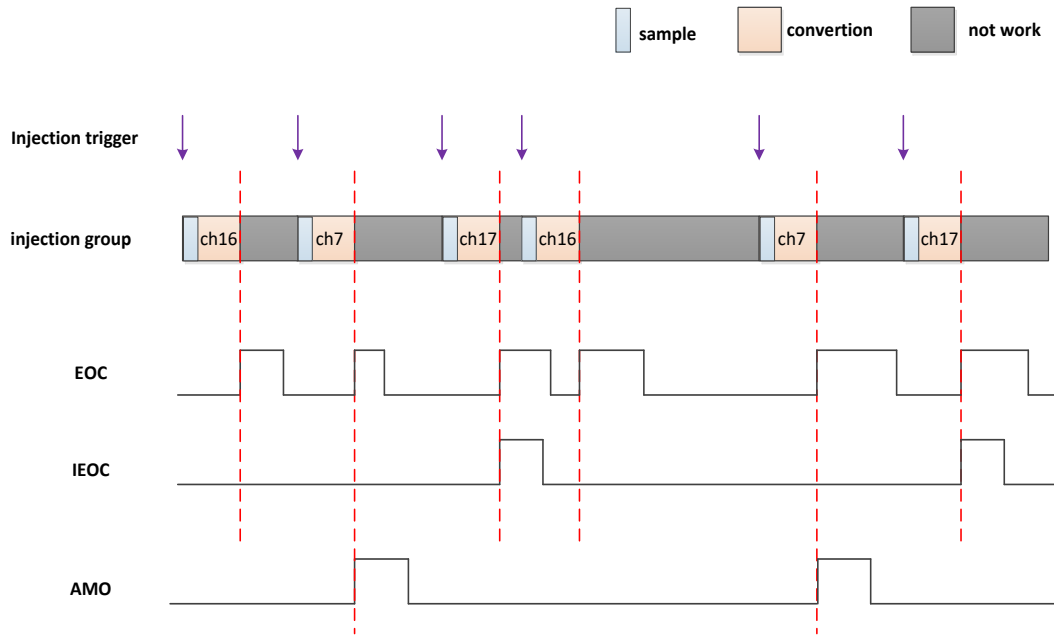 sample convertion not work
Injection trigger
injection group ch16 ch7 ch17 ch16 ch7 ch17
EOC
IEOC
AMO